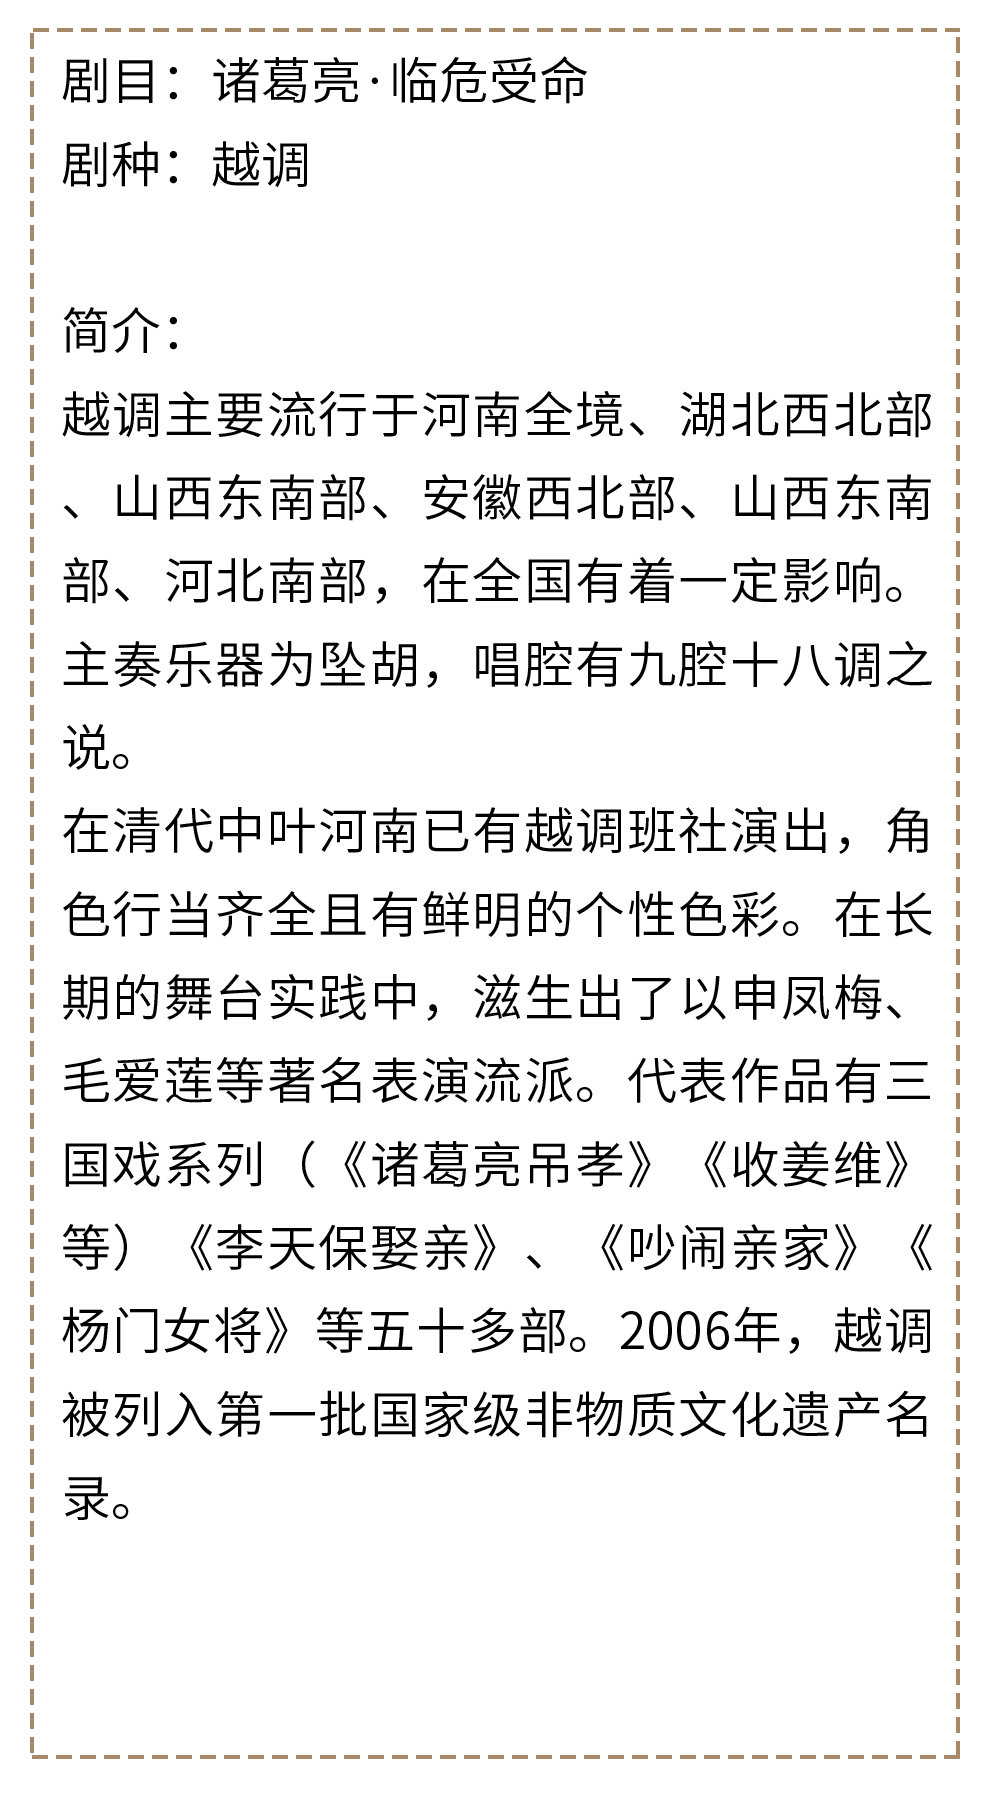 剧目：诸葛亮·临危受命
剧种：越调
简介：
越调主要流行于河南全境、湖北西北部
、山西东南部、安徽西北部、山西东南
部、河北南部，在全国有着一定影响。
主奏乐器为坠胡，唱腔有九腔十八调之
说。
在清代中叶河南已有越调班社演出，角
色行当齐全且有鲜明的个性色彩。在长
期的舞台实践中，滋生出了以申凤梅、
毛爱莲等著名表演流派。代表作品有三
国戏系列（《诸葛亮吊孝》《收姜维》
等）《李天保娶亲》、《吵闹亲家》《
杨门女将》等五十多部。2006年，越调
被列入第一批国家级非物质文化遗产名
录。